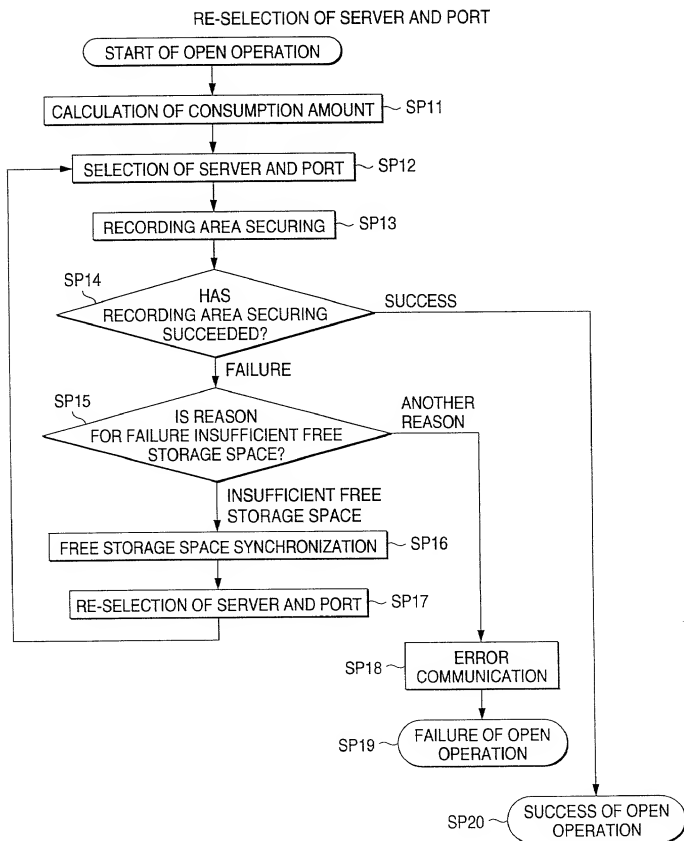 RE-SELECTION OF SERVER AND PORT
START OF OPEN OPERATION
CALCULATION OF CONSUMPTION AMOUNT
SP11
SELECTION OF SERVER AND PORT
SP12
RECORDING AREA SECURING
SP13
SP14
HAS
RECORDING AREA SECURING
SUCCEEDED?
SUCCESS
FAILURE
SP15
IS REASON
FOR FAILURE INSUFFICIENT FREE
STORAGE SPACE?
ANOTHER
REASON
INSUFFICIENT FREE
STORAGE SPACE
FREE STORAGE SPACE SYNCHRONIZATION
SP16
RE-SELECTION OF SERVER AND PORT
SP17
SP18
ERROR
COMMUNICATION
SP19
FAILURE OF OPEN
OPERATION
SP20
SUCCESS OF OPEN
OPERATION